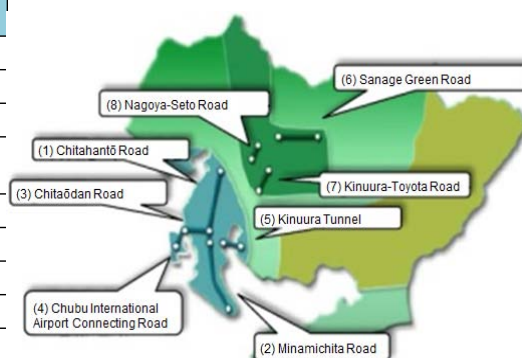 (6) Sanage Green Road
(8) Nagoya-Seto Road
(1) Chitahantō Road
(7) Kinuura-Toyota Road
(3) Chitaōdan Road
(5) Kinuura Tunnel
(4) Chubu International
Airport Connecting Road
(2) Minamichita Road